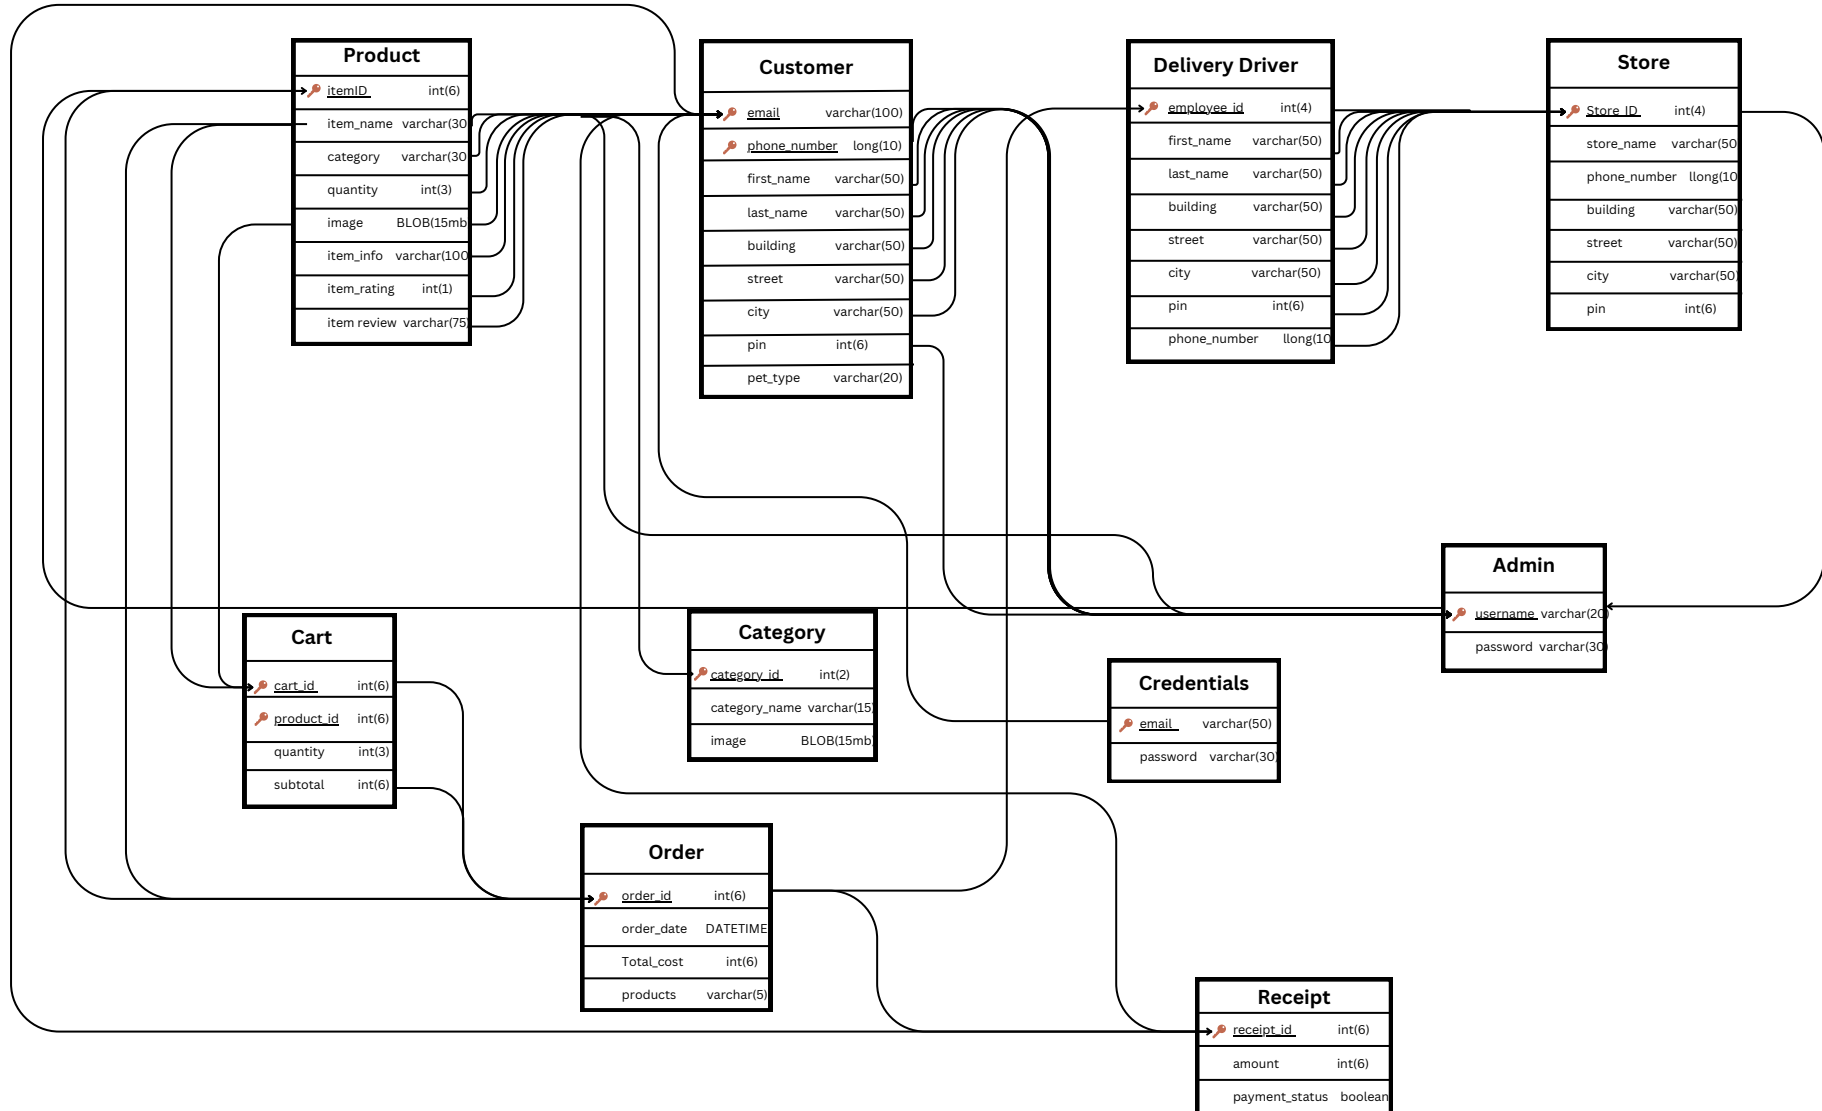 Product
itemID int(6)
item_name varchar(30
category varchar(30
quantity int(3)
image BLOB(15mb
item_info varchar(100
item_rating int(1)
item review varchar(75)
Customer
email varchar(100)
phone_number long(10)
first_name varchar(50)
last_name varchar(50)
building varchar(50)
street varchar(50)
city varchar(50)
pin int(6)
pet_type varchar(20)
Delivery Driver
employee_id int(4)
first_name varchar(50)
last_name varchar(50)
building varchar(50)
street varchar(50)
city varchar(50)
pin int(6)
phone_number llong(10
Store
Store_ID int(4)
store_name varchar(50
phone_number llong(10
building varchar(50)
street varchar(50)
city varchar(50)
pin int(6)
Admin
username varchar(20)
password varchar(30)
Cart
cart_id int(6)
product_id int(6)
quantity int(3)
subtotal int(6)
Category
category_id int(2)
category_name varchar(15)
image BLOB(15mb)
Credentials
email varchar(50)
password varchar(30)
Order
order_id int(6)
order_date DATETIME
Total_cost int(6)
products varchar(5)
Receipt
receipt_id int(6)
amount int(6)
payment_status boolean